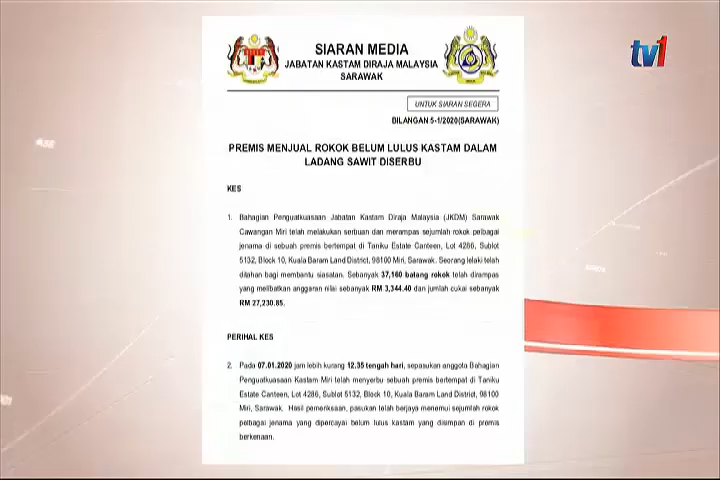 SIARAN MEDIA
JABATAN KASTAM DIRAJA MALAYSIA
SARAWAK
tv1
UNTUK SIARAN SEGERA
BILANGAN 5-1/2020(SARAWAK)
PREMIS MENJUAL ROKOK BELUM LULUS KASTAM DALAM
LADANG SAWIT DISERBU
KES
1. Bahagian Penguatkuasaan Jabatan Kastam Diraja Malaysia (JKDM) Sarawak
Cawangan Miri telah melakukan serbuan dan merampas sejumlah rokok pelbagai
jenama di sebuah premis bertempat di Taniku Estate Canteen, Lot 4286, Sublot
5132, Block 10, Kuala Baram Land District, 98100 Miri, Sarawak. Seorang lelaki telah
ditahan bagi membantu siasatan. Sebanyak 37,160 batang rokok telah dirampas
yang melibatkan anggaran nilai sebanyak RM 3,344.40 dan jumlah cukai sebanyak
RM 27,230.85.
PERIHAL KES
2. Pada 07.01.2020 jam lebih kurang 12.35 tengah hari, sepasukan anggota Bahagian
Penguatkuasaan Kastam Miri telah menyerbu sebuah premis bertempat di Taniku
Estate Canteen, Lot 4286, Sublot 5132, Block 10, Kuala Baram Land District, 98100
Miri, Sarawak. Hasil pemeriksaan, pasukan telah berjaya menemui sejumlah rokok
pelbagai jenama yang dipercayai belum lulus kastam yang disimpan di premis
berkenaan.